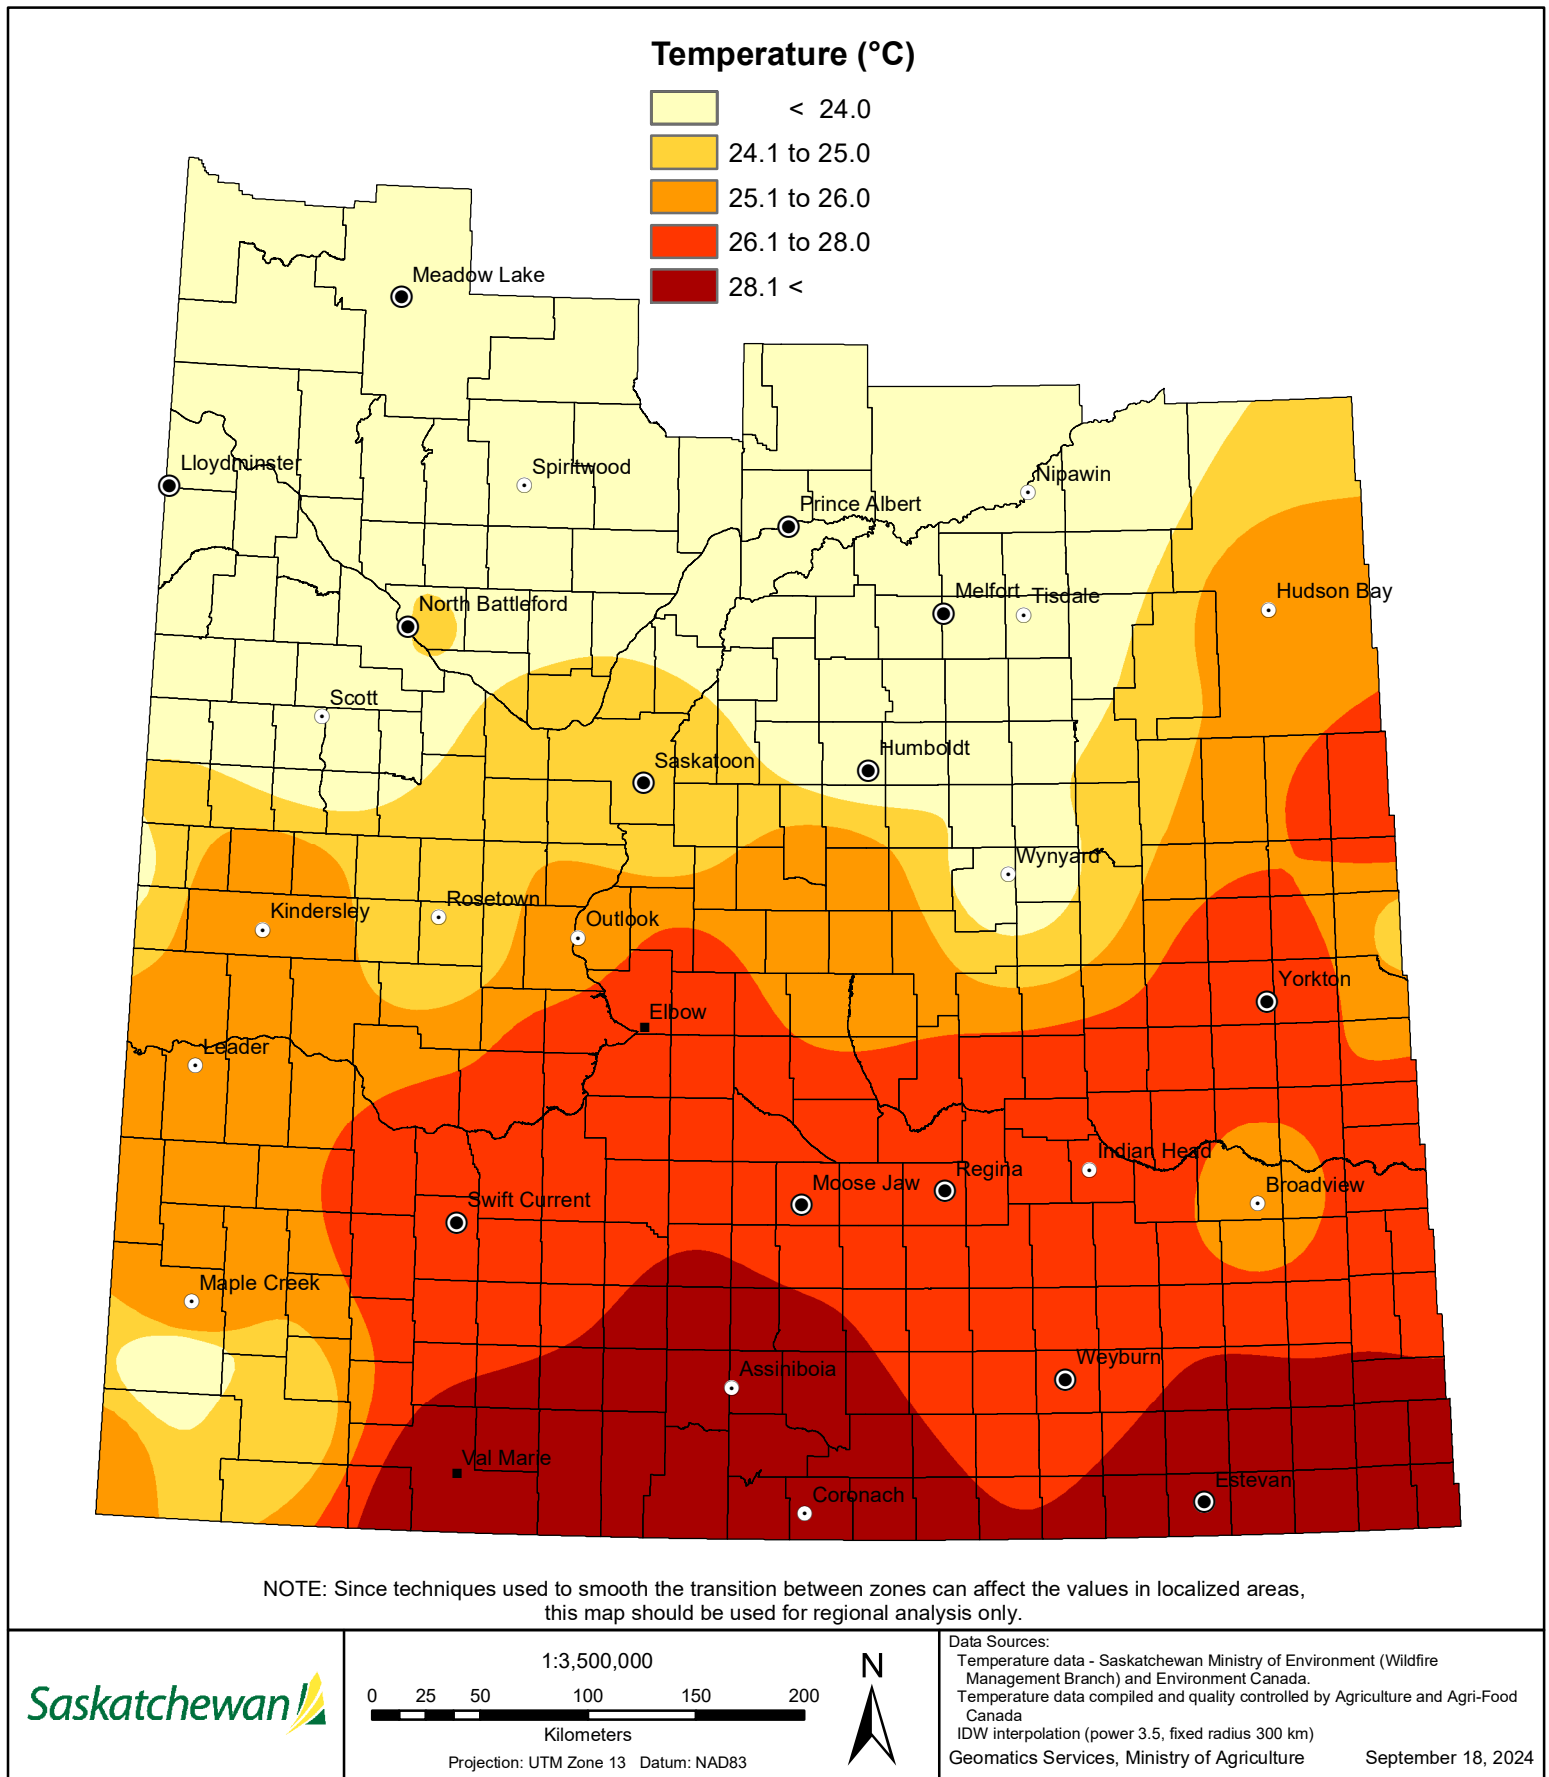 Temperature (°C)
< 24.0
24.1 to 25.0
25.1 to 26.0
26.1 to 28.0
28.1 <
Meadow Lake
Lloydminster
Spiritwood
Nipawin
Prince Albert
Hudson Bay
Melfort
Tisdale
North Battleford
Scott
Humboldt
Saskatoon
Wynyard
Rosetown
Kindersley
Outlook
Yorkton
Elbow
Leader
Indian Head
Regina
Moose Jaw
Broadview
Swift Current
Maple Creek
Weyburn
Assiniboia
Val Marie
Estevan
Coronach
NOTE: Since techniques used to smooth the transition between zones can affect the values in localized areas,
this map should be used for regional analysis only.
Saskatchewan
1:3,500,000
0 25 50 100 150 200
Kilometers
Projection: UTM Zone 13 Datum: NAD83
N
Data Sources:
Temperature data - Saskatchewan Ministry of Environment (Wildfire
Management Branch) and Environment Canada.
Temperature data compiled and quality controlled by Agriculture and Agri-Food
Canada
IDW interpolation (power 3.5, fixed radius 300 km)
Geomatics Services, Ministry of Agriculture September 18, 2024